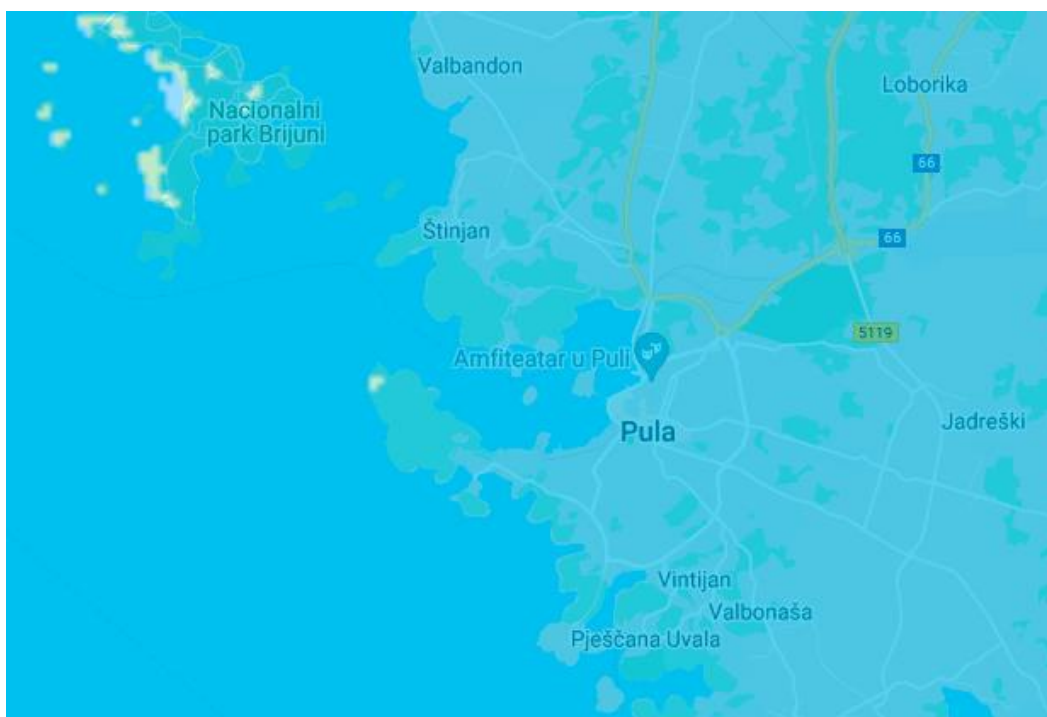 Valbandon
Loborika
Nacionalni
park Brijuni
66
Štinjan
66
5119
Amfiteatar u Puli
Jadreški
Pula
Vintijan
Valbonaša
Pješčana Uvala